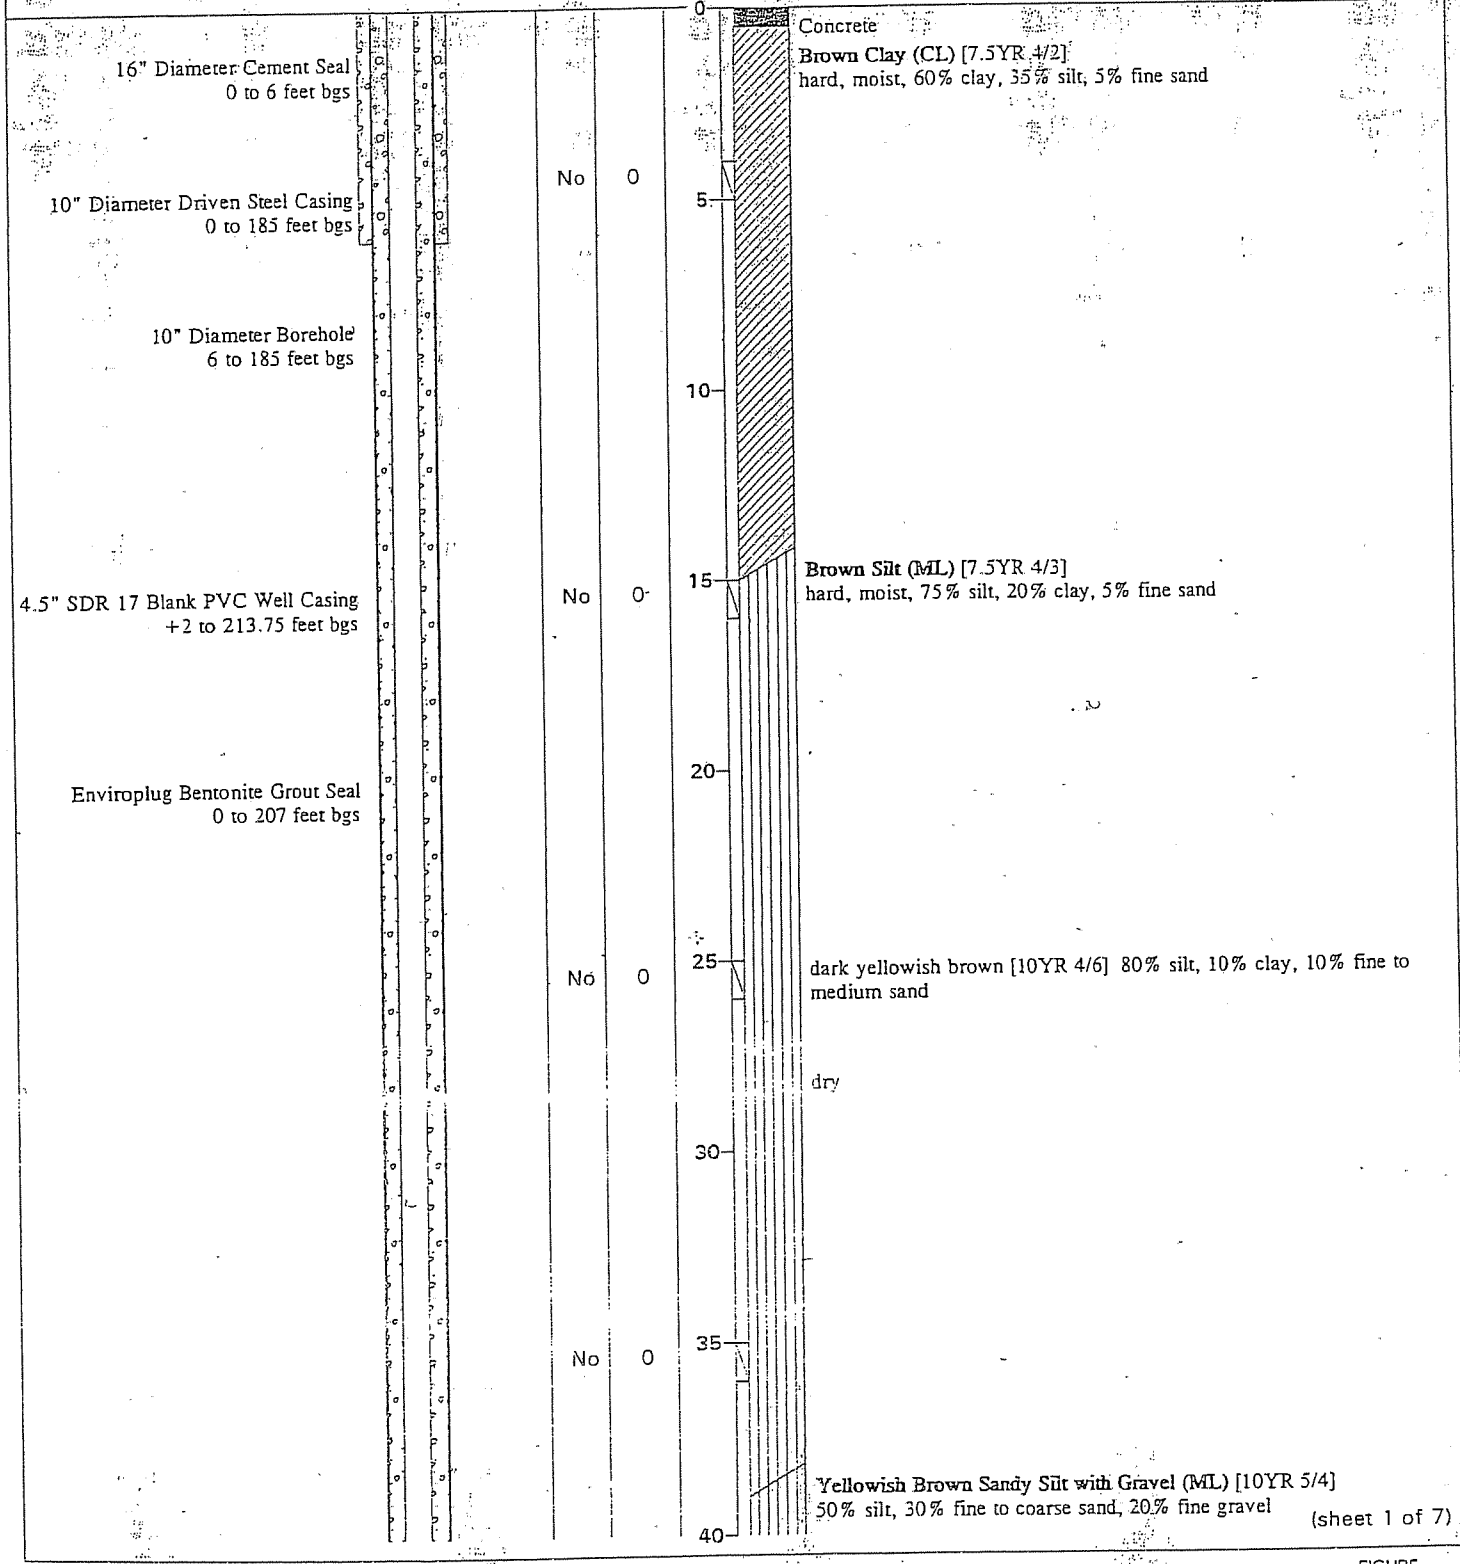 0
Concrete
Brown Clay (CL) [7.5YR 4/2]
hard, moist, 60% clay, 35% silt, 5% fine sand
16" Diameter Cement Seal
0 to 6 feet bgs
No 0
5
10" Diameter Driven Steel Casing
0 to 185 feet bgs
10" Diameter Borehole
6 to 185 feet bgs
10
15
Brown Silt (ML) [7.5YR 4/3]
hard, moist, 75% silt, 20% clay, 5% fine sand
No 0
4.5" SDR 17 Blank PVC Well Casing
+2 to 213.75 feet bgs
20
Enviroplug Bentonite Grout Seal
0 to 207 feet bgs
No 0
25
dark yellowish brown [10YR 4/6] 80% silt, 10% clay, 10% fine to
medium sand
dry
30
35
No 0
Yellowish Brown Sandy Silt with Gravel (ML) [10YR 5/4]
50% silt, 30% fine to coarse sand, 20% fine gravel
(sheet 1 of 7)
40
FIGURE